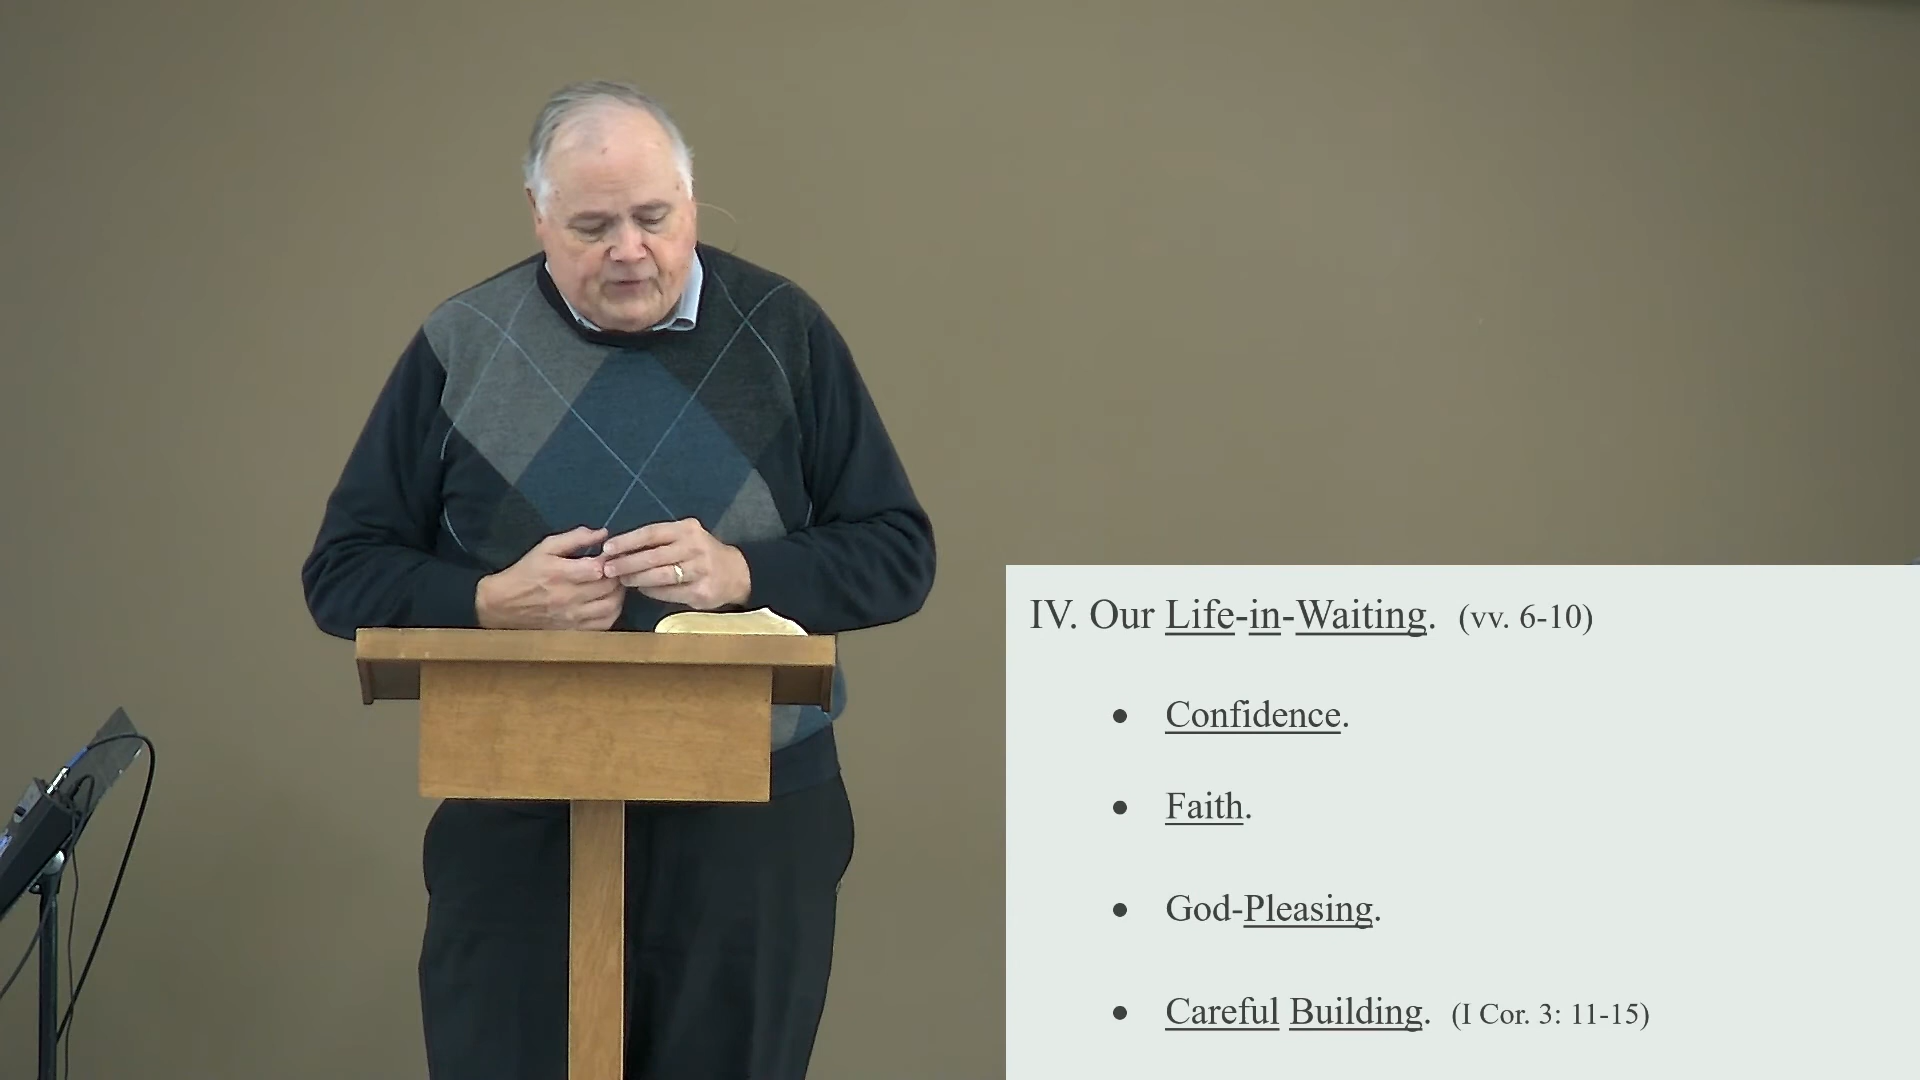 IV. Our Life-in-Waiting. (vv. 6-10)
• Confidence.
• Faith.
• God-Pleasing.
• Careful Building. (I Cor. 3: 11-15)